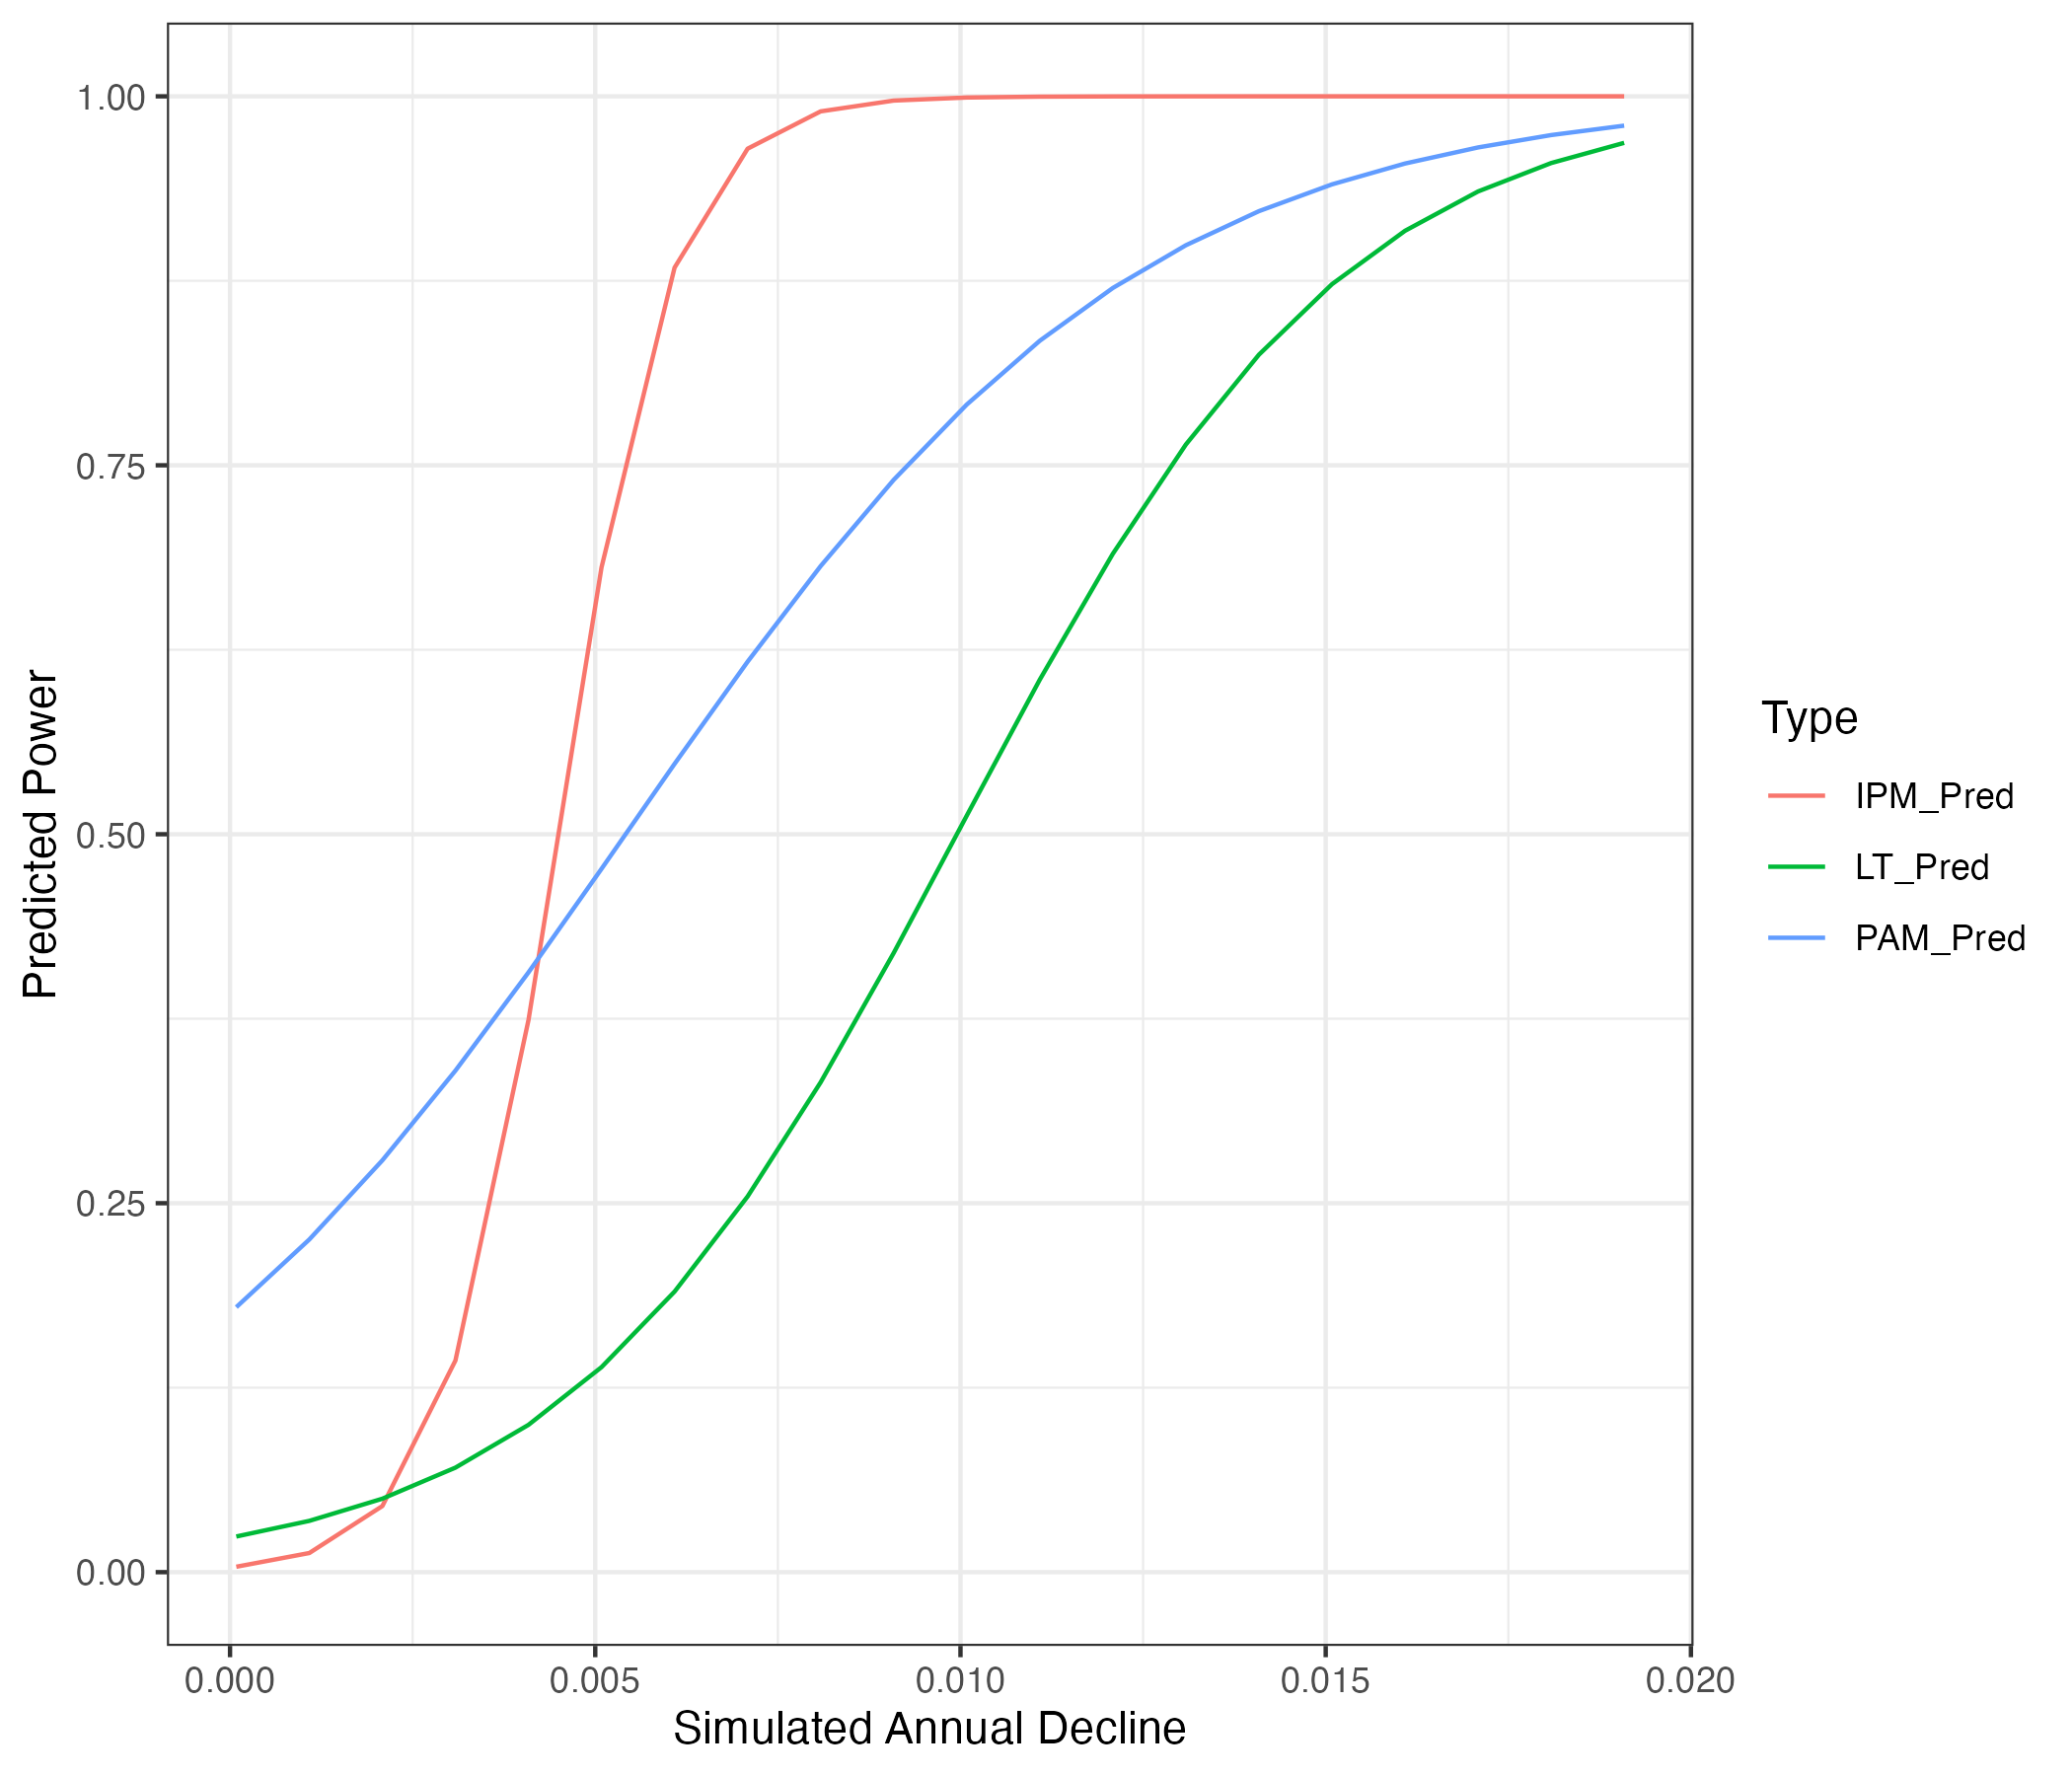 1.00
0.75
0.50
0.25
0.00
Predicted Power
0.000 0.005 0.010 0.015 0.020
Simulated Annual Decline
Type
IPM_Pred
LT_Pred
PAM_Pred